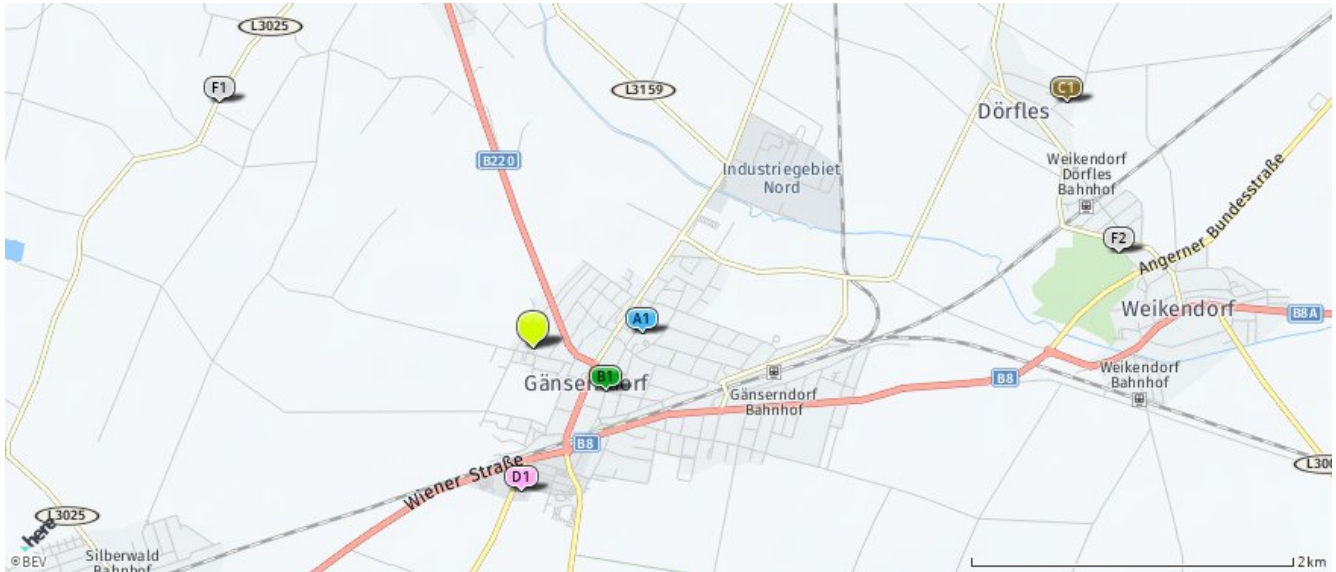 L3025
F1
L3159
C1
Dörfles
B220
Industriegebiet
Nord
Weikendorf
Dörfles
Bahnhof
F2
Angerner Bundesstraße
Weikendorf
B8A
A1
Gänserndorf
B1
Gänserndorf
Bahnhof
B8
Weikendorf
Bahnhof
B8
Wiener Straße
D1
L3025
here
©BEV
Silberwald
Bahnhof
2km